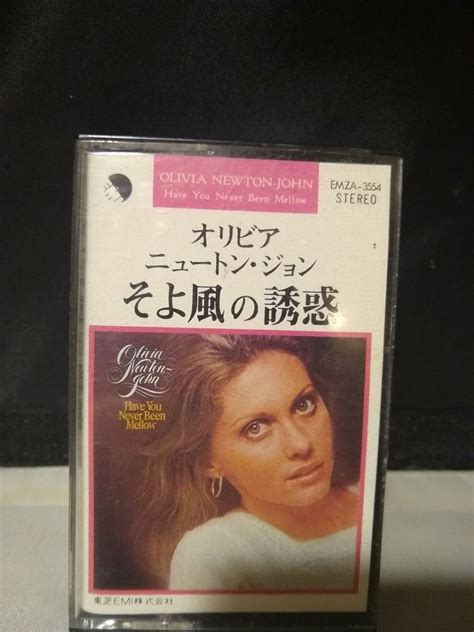 OLIVIA NEWTON-JOHN
Have You Never Been Mellow
EMZA-3554
STEREO
オリビア
ニュートン・ジョン
そよ風の誘惑
Olivia
Newton-
John
Have You
Never Been
Mellow
東芝EMI株式会社